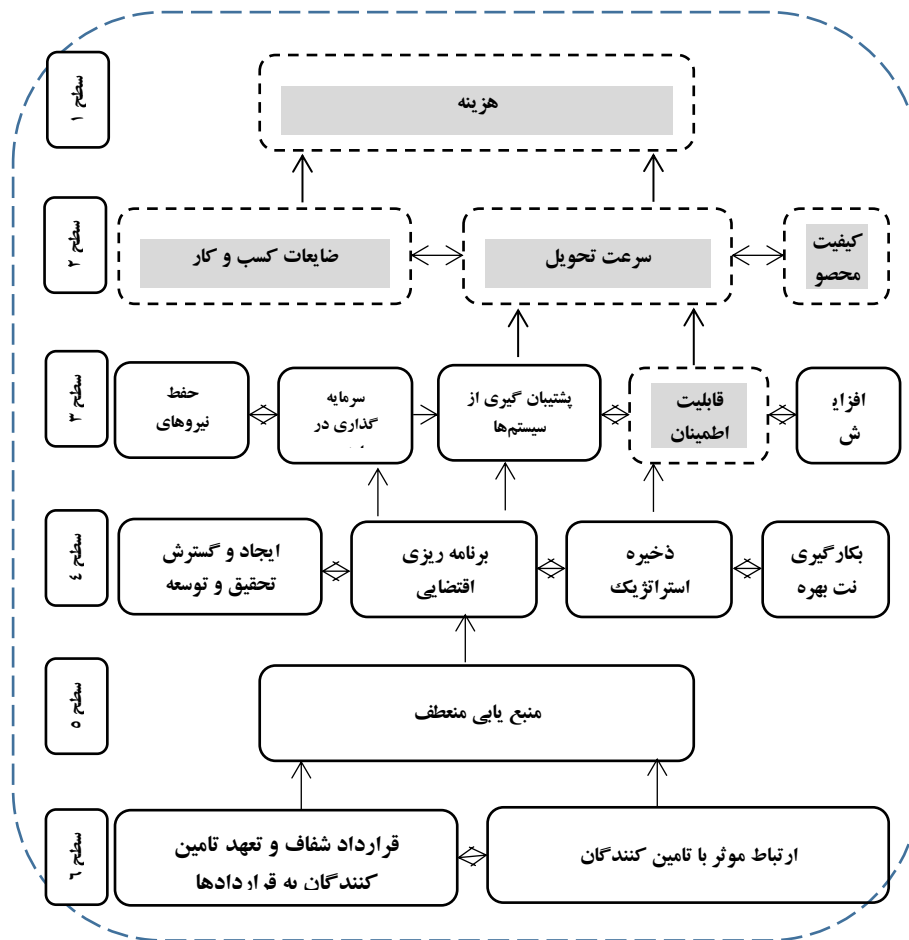 سطح ۱
هزینه
سطح ۲
ضایعات کسب و کار
سرعت تحویل
کیفیت
محصو
سطح ۳
حفظ
نیروهای
سرمایه
گذاری در
پشتیبان گیری از
سیستم‌ها
قابلیت
اطمینان
افزای
ش
سطح ٤
ایجاد و گسترش
تحقیق و توسعه
برنامه ریزی
اقتضایی
ذخیره
استراتژیک
بکارگیری
نت بهره
سطح ٥
منبع یابی منعطف
سطح ٦
قرارداد شفاف و تعهد تامین
کنندگان به قراردادها
ارتباط موثر با تامین کنندگان